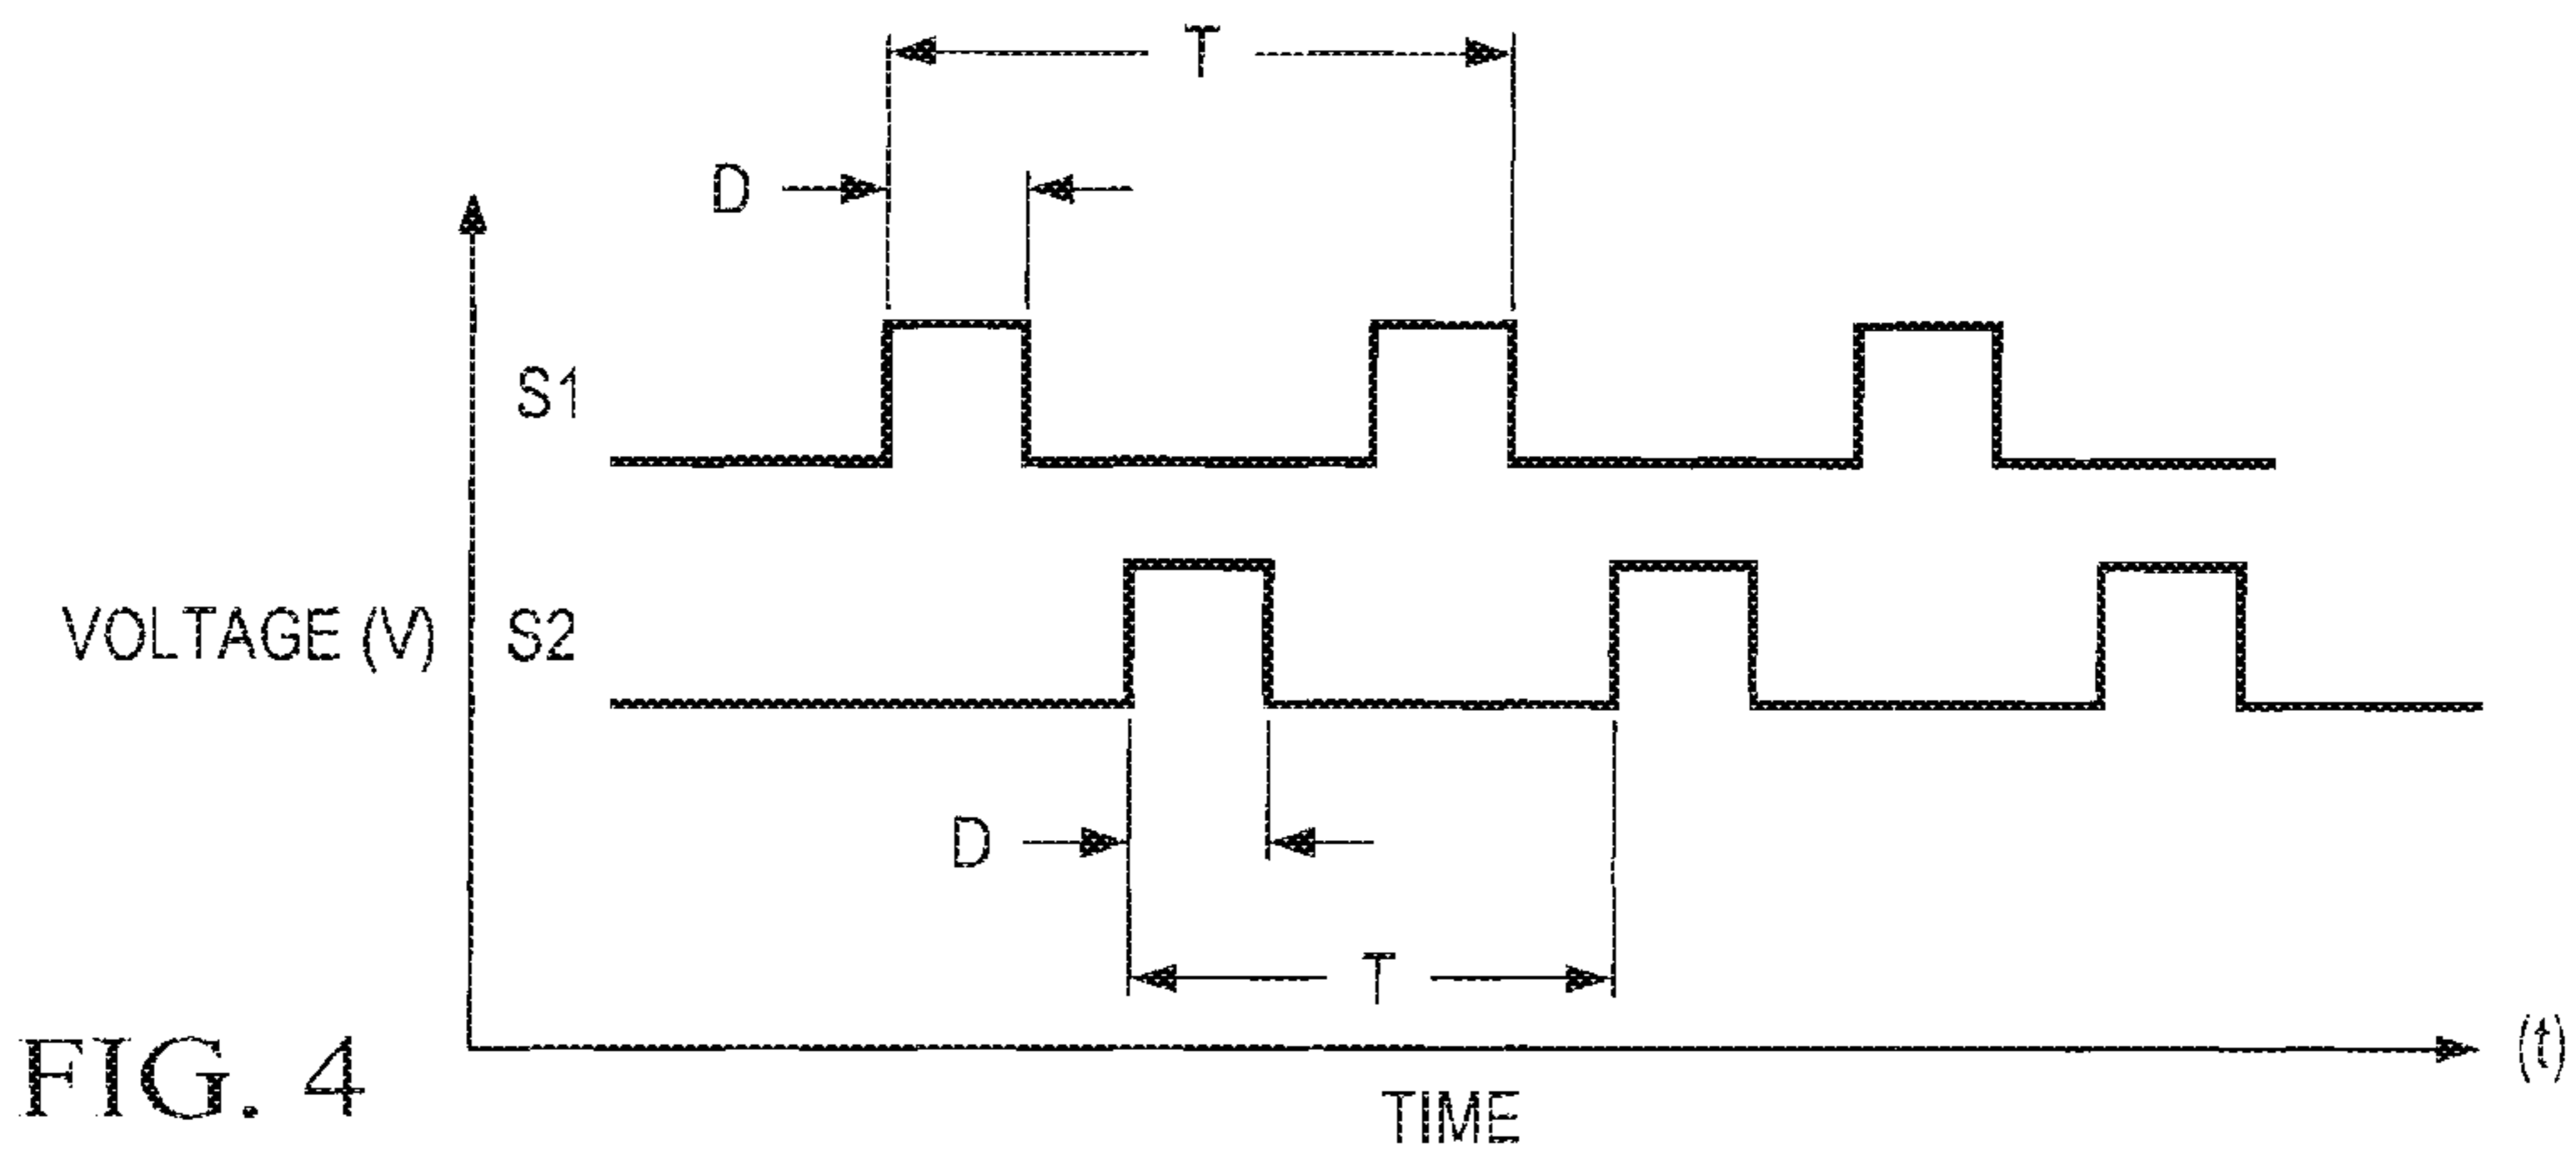 T
D
S1
VOLTAGE (V)
S2
D
T
(t)
FIG. 4
TIME